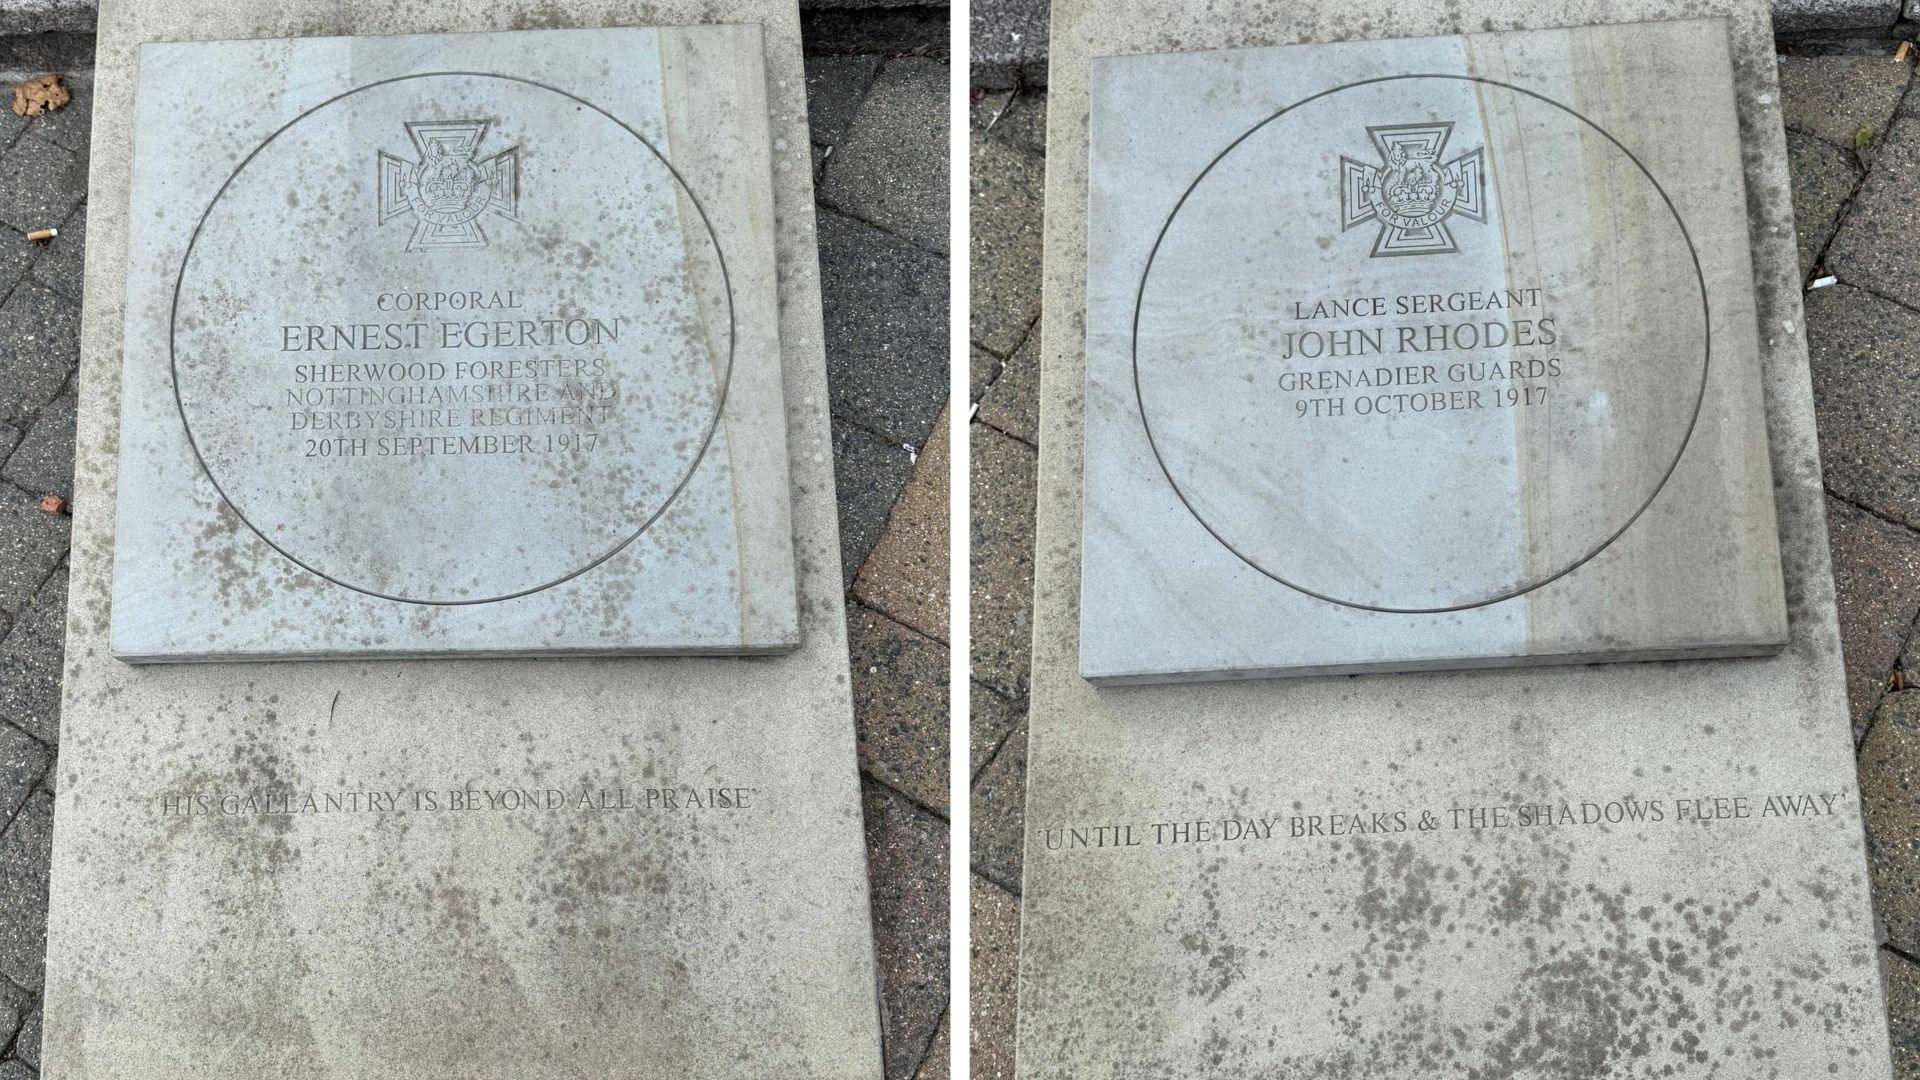 FOR VALOUR
CORPORAL
ERNEST EGERTON
SHERWOOD FORESTERS
NOTTINGHAMSHIRE AND
DERBYSHIRE REGIMENT
20TH SEPTEMBER 1917
'HIS GALLANTRY IS BEYOND ALL PRAISE'
FOR VALOUR
LANCE SERGEANT
JOHN RHODES
GRENADIER GUARDS
9TH OCTOBER 1917
'UNTIL THE DAY BREAKS & THE SHADOWS FLEE AWAY'